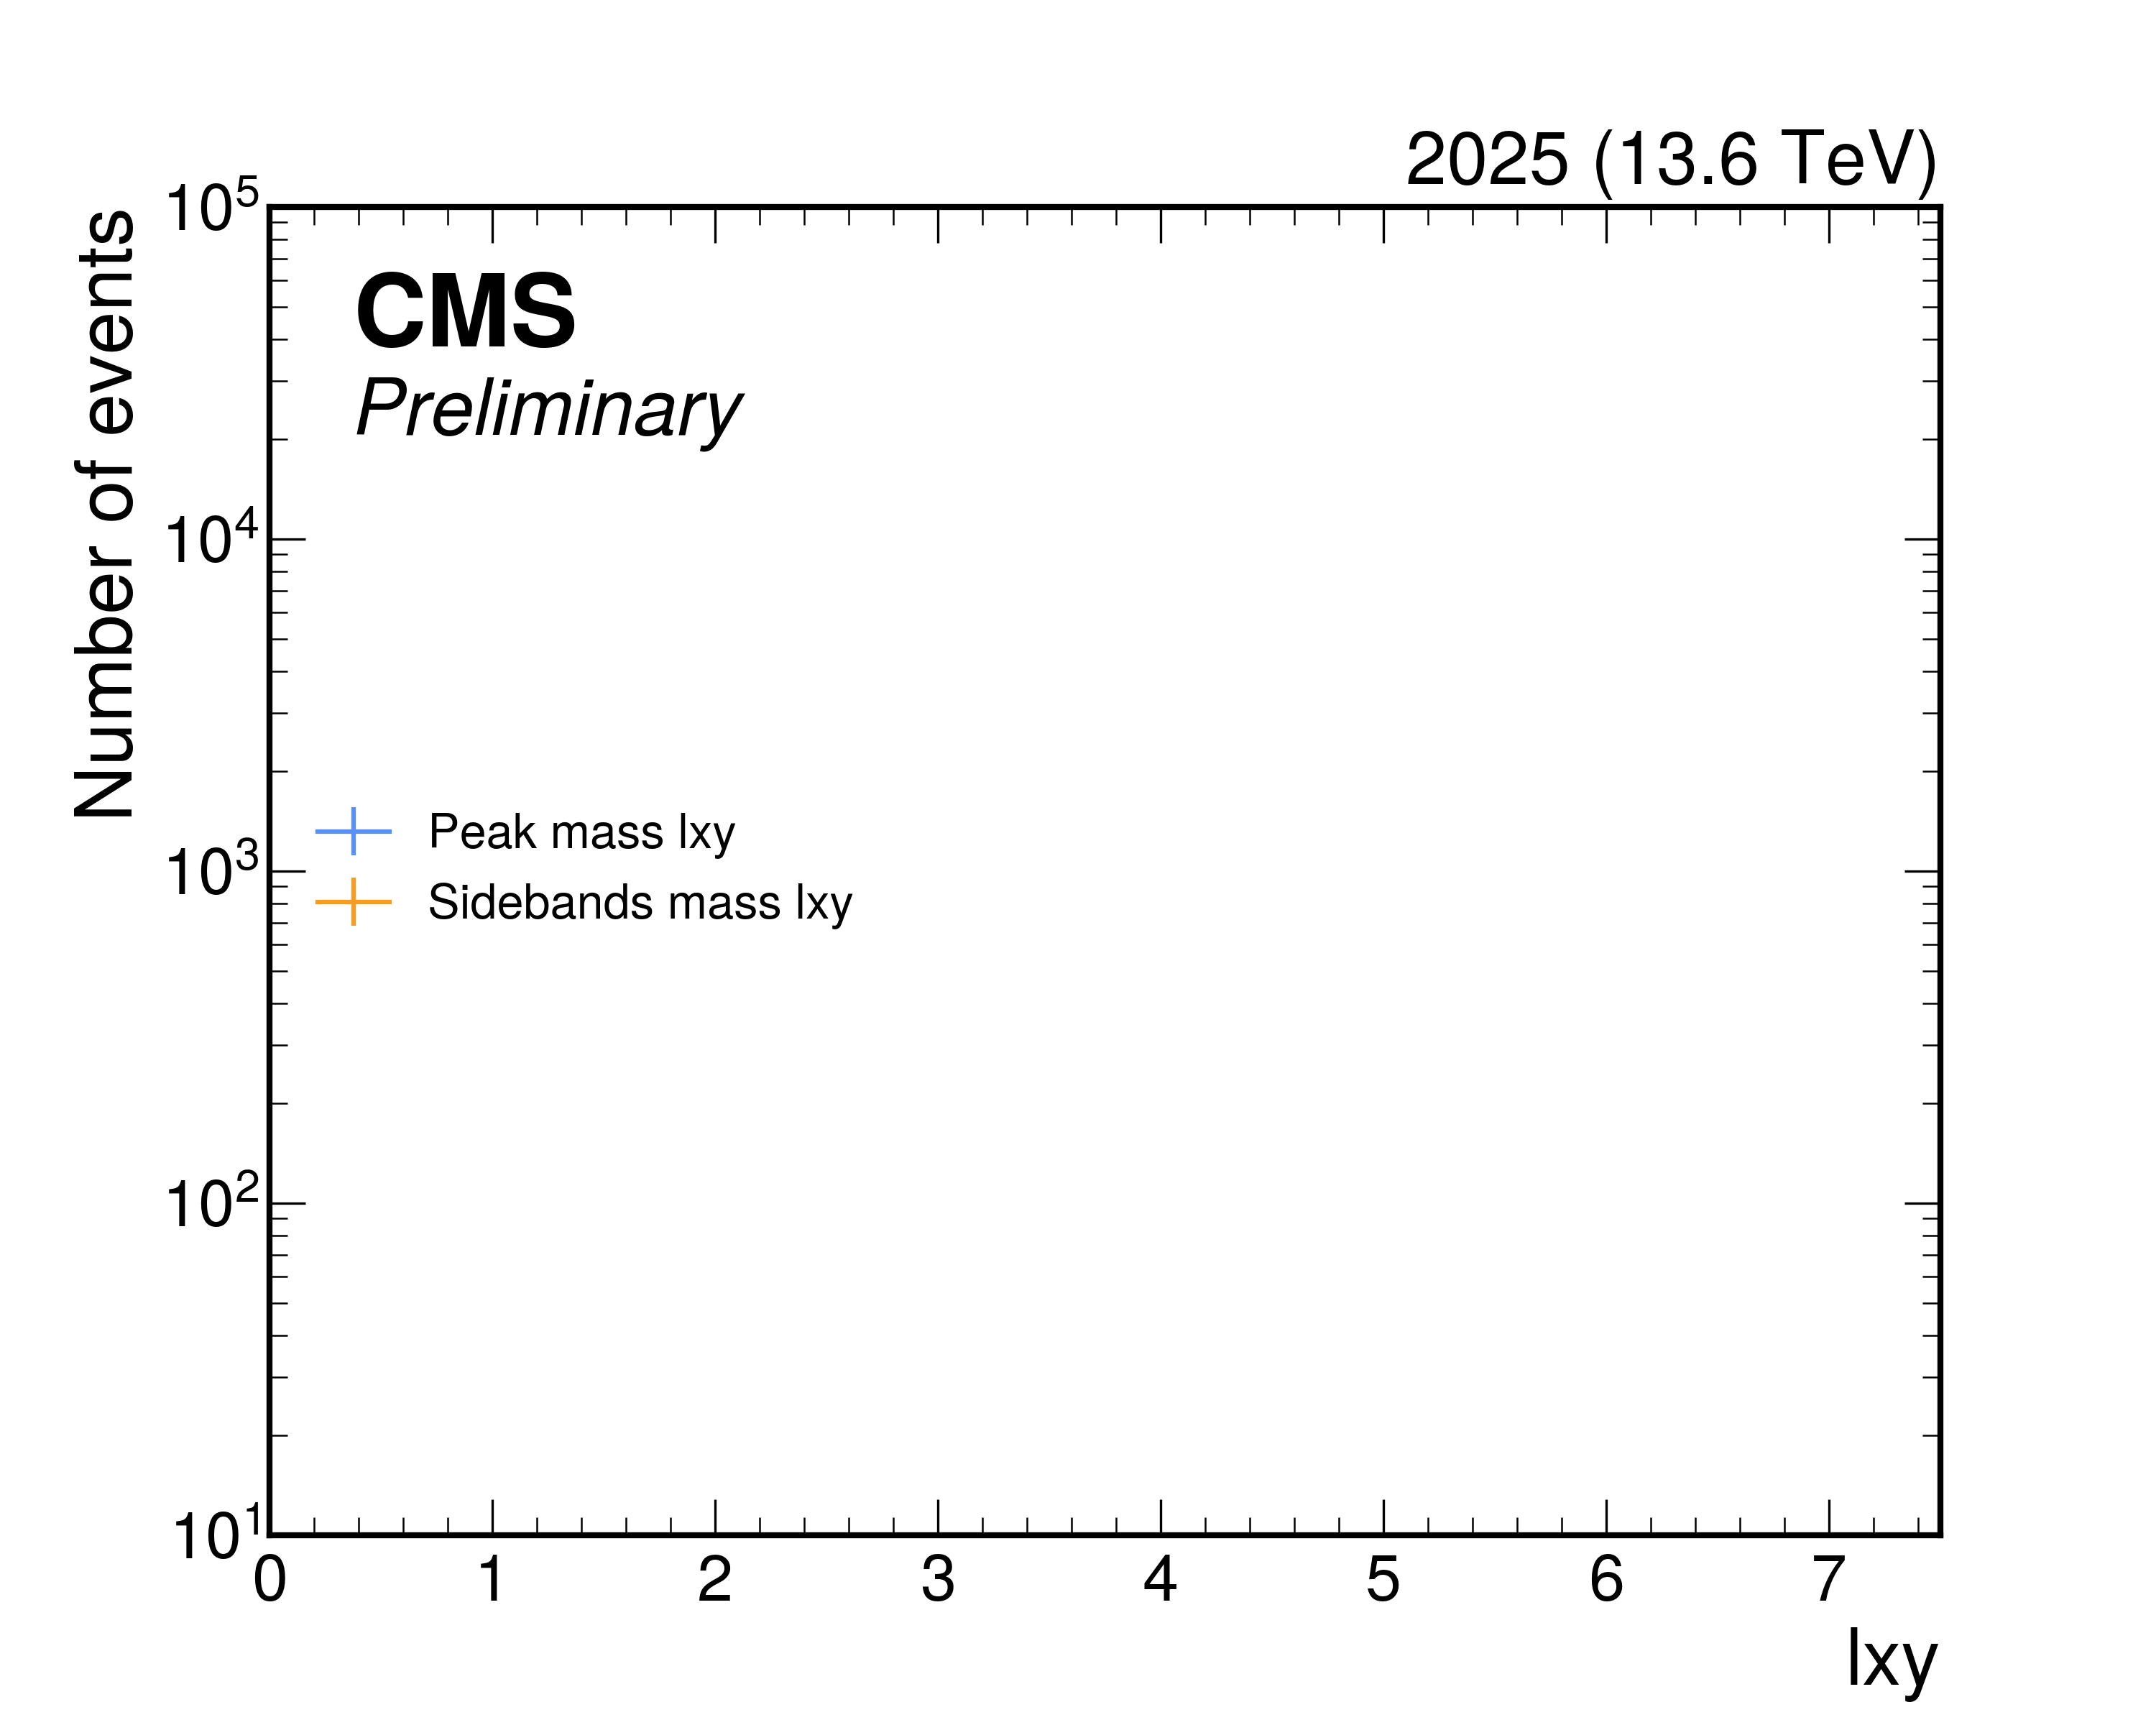 2025 (13.6 TeV)
CMS
Preliminary
Number of events
10^5
10^4
10^3
10^2
10^1
Peak mass lxy
Sidebands mass lxy
0 1 2 3 4 5 6 7
lxy